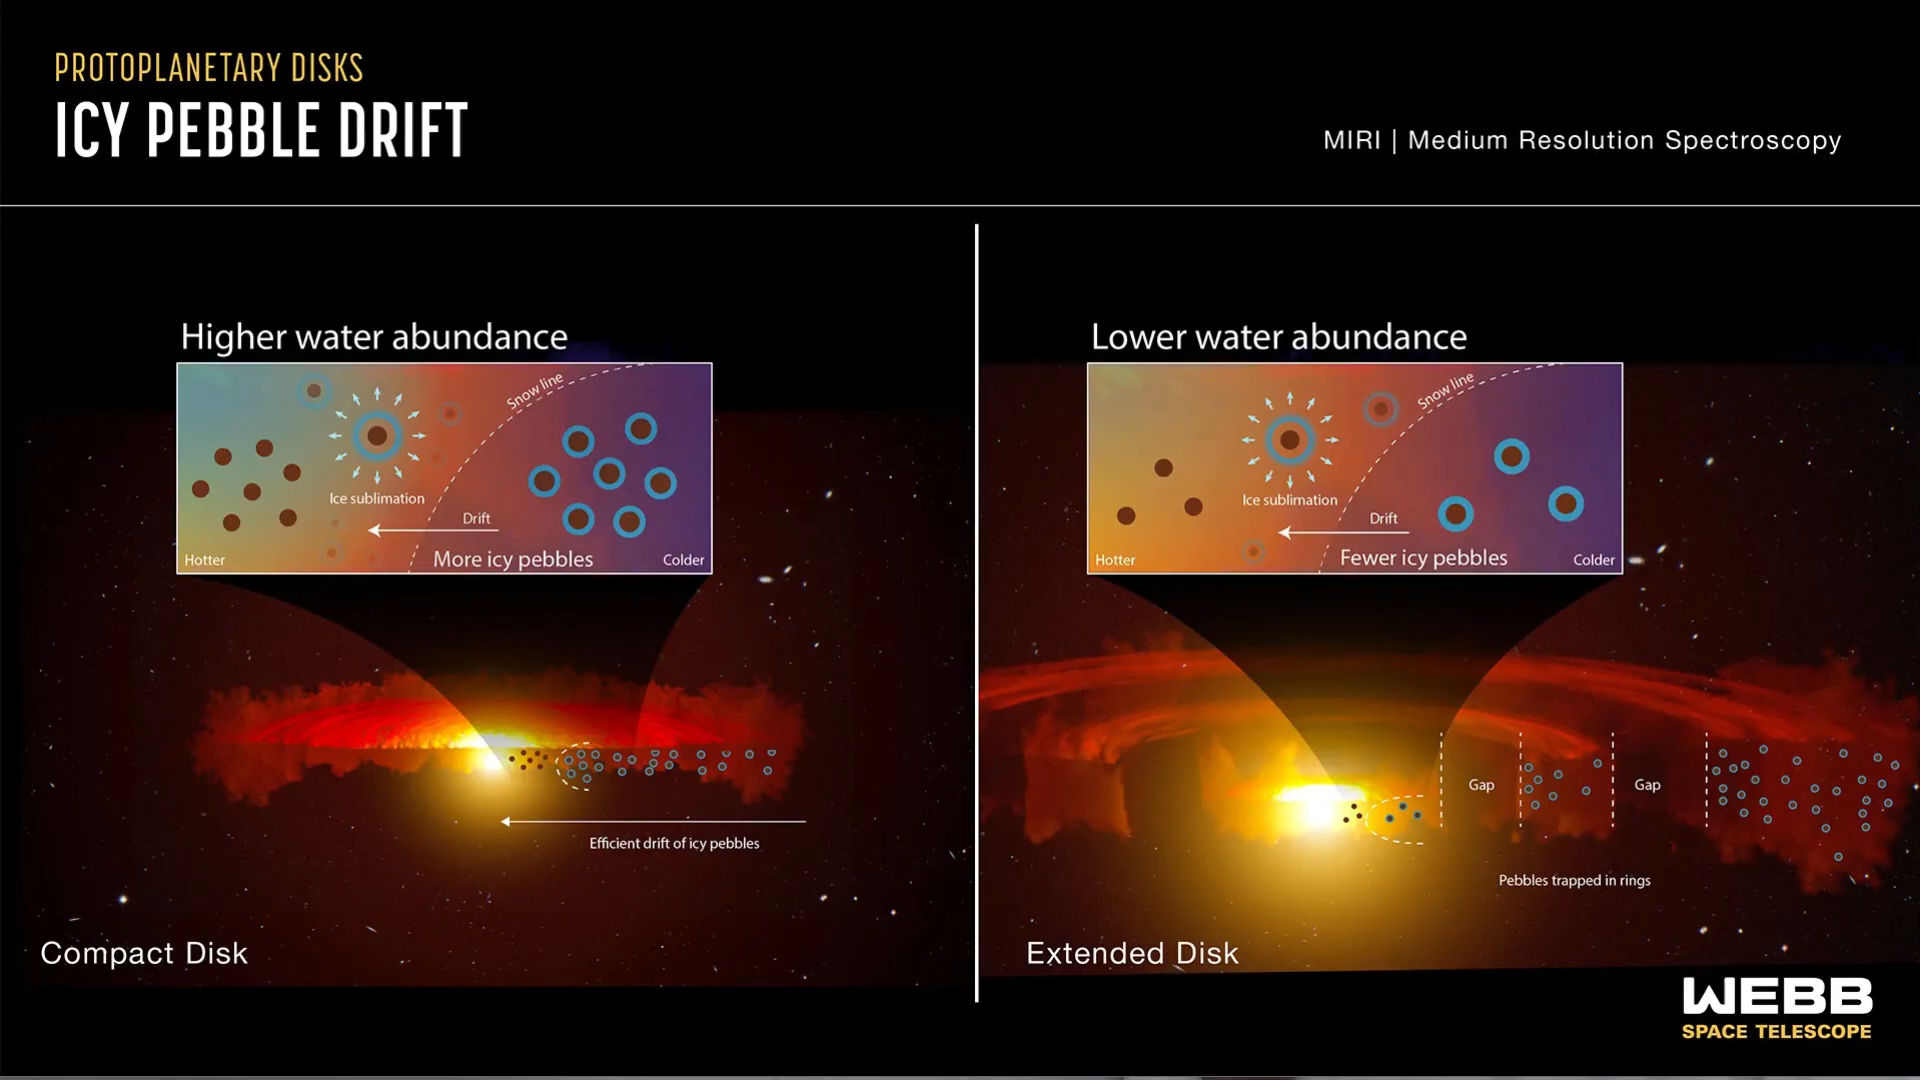 PROTOPLANETARY DISKS
ICY PEBBLE DRIFT
MIRI | Medium Resolution Spectroscopy
Higher water abundance
Snow line
Ice sublimation
Drift
Hotter
More icy pebbles
Colder
Efficient drift of icy pebbles
Compact Disk
Lower water abundance
Snow line
Ice sublimation
Drift
Hotter
Fewer icy pebbles
Colder
Gap
Gap
Pebbles trapped in rings
Extended Disk
WEBB
SPACE TELESCOPE